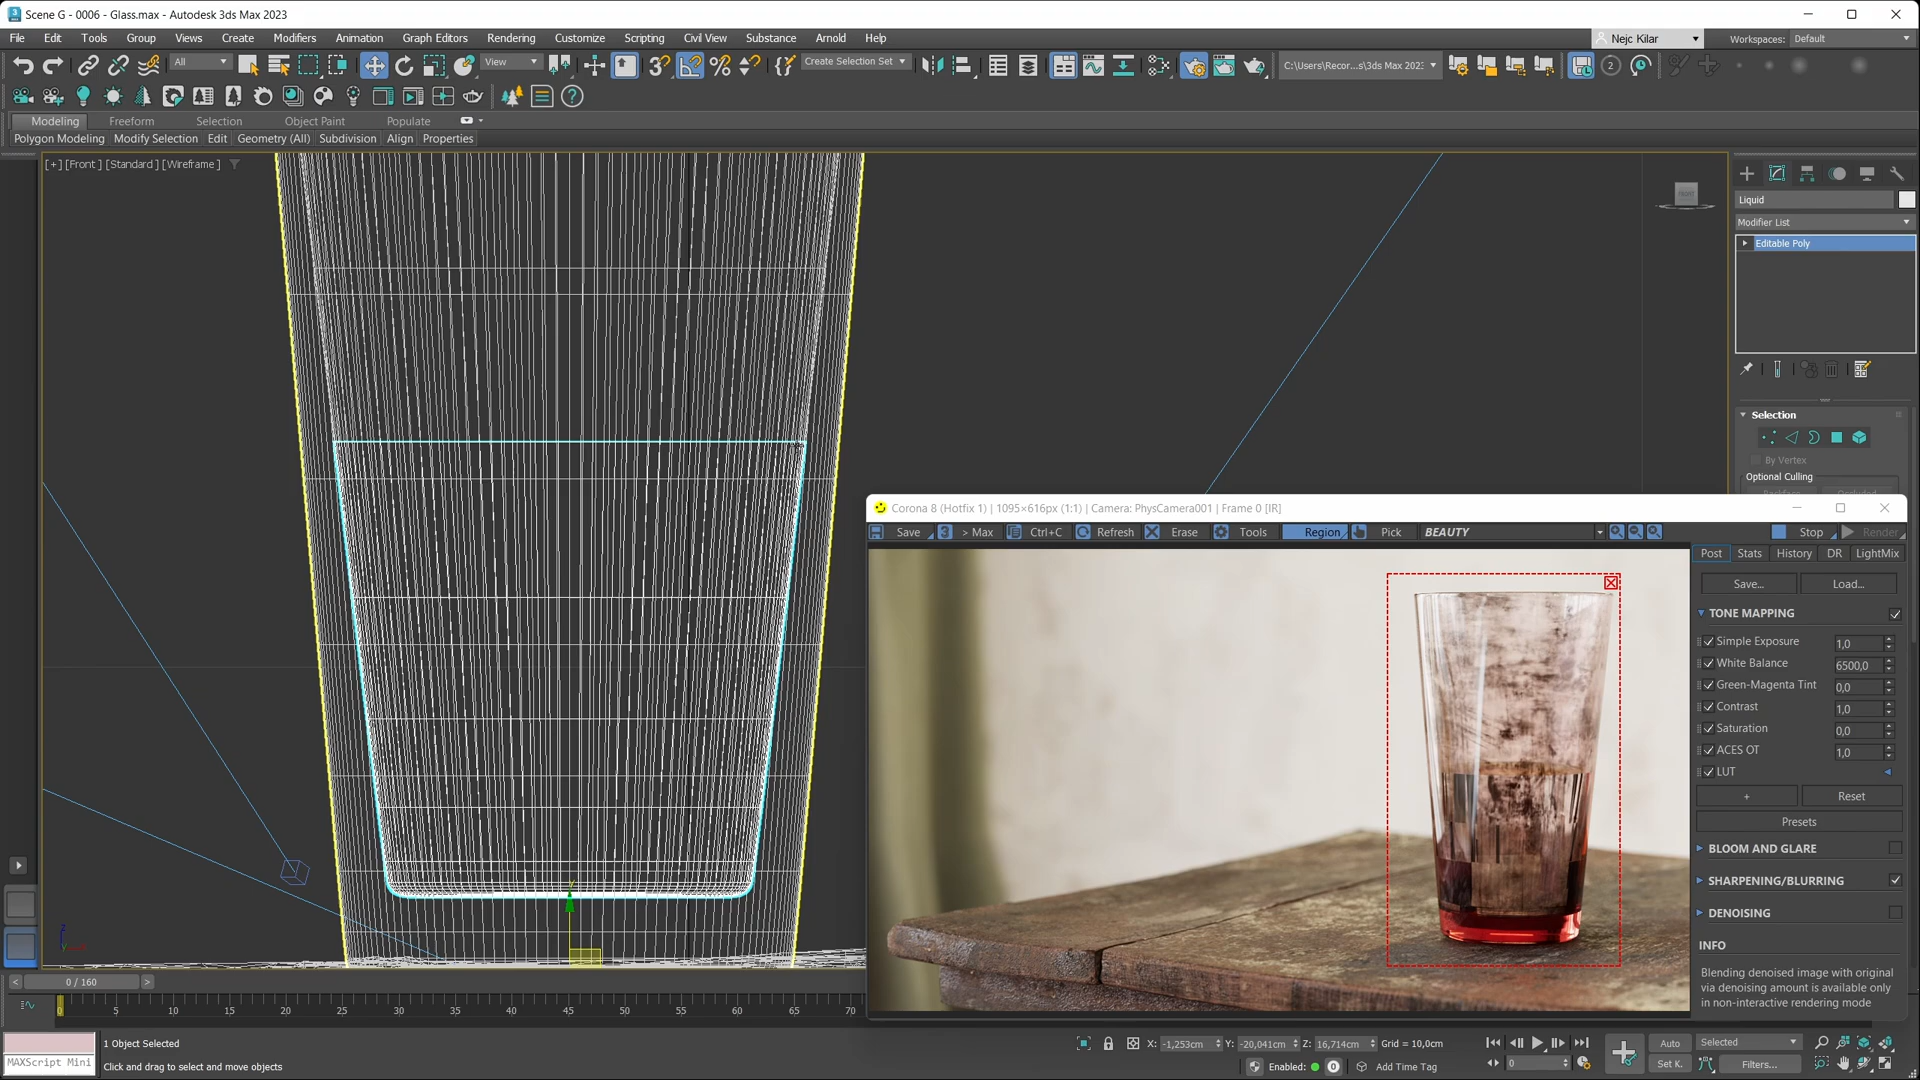 Scene G - 0006 - Glass.max - Autodesk 3ds Max 2023
File Edit Tools Group Views Create Modifiers Animation Graph Editors Rendering Customize Scripting Civil View Substance Arnold Help
Nejc Kilar Workspaces: Default
All View Create Selection Set C:\Users\Recor...s\3ds Max 2023
Modeling Freeform Selection Object Paint Populate
Polygon Modeling Modify Selection Edit Geometry (All) Subdivision Align Properties
[+] [Front ] [Standard ] [Wireframe ]
Liquid
Modifier List
Editable Poly
Selection
By Vertex
Optional Culling
Corona 8 (Hotfix 1) | 1095×616px (1:1) | Camera: PhysCamera001 | Frame 0 [IR]
Save 3 > Max Ctrl+C Refresh Erase Tools Region Pick BEAUTY Stop Render
Post Stats History DR LightMix
Save... Load...
TONE MAPPING
Simple Exposure 1,0
White Balance 6500,0
Green-Magenta Tint 0,0
Contrast 1,0
Saturation 0,0
ACES OT 1,0
LUT
+ Reset
Presets
BLOOM AND GLARE
SHARPENING/BLURRING
DENOISING
INFO
Blending denoised image with original
via denoising amount is available only
in non-interactive rendering mode
< 0 / 160 >
0 5 10 15 20 25 30 35 40 45 50 55 60 65 70
1 Object Selected X: -1,253cm Y: -20,041cm Z: 16,714cm Grid = 10,0cm Auto Selected
MAXScript Mini Click and drag to select and move objects Enabled: 0 Add Time Tag 0 Set K. Filters...